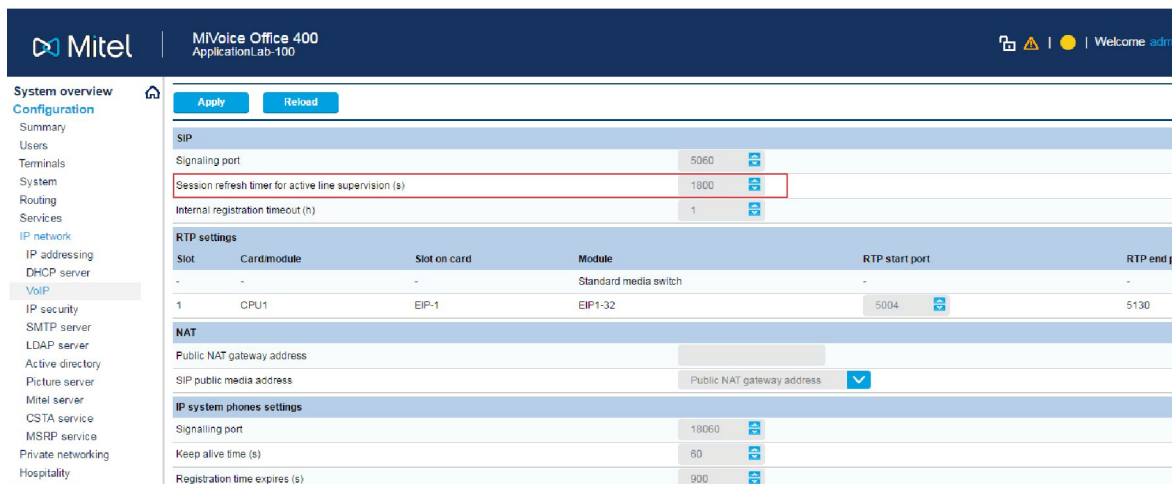 Mitel
MiVoice Office 400
ApplicationLab-100
| Welcome adm
System overview
Configuration
Summary
Users
Terminals
System
Routing
Services
IP network
IP addressing
DHCP server
VoIP
IP security
SMTP server
LDAP server
Active directory
Picture server
Mitel server
CSTA service
MSRP service
Private networking
Hospitality
Apply Reload
SIP
Signaling port 5060
Session refresh timer for active line supervision (s) 1800
Internal registration timeout (h) 1
RTP settings
Slot Card/module Slot on card Module RTP start port RTP end p
- - - Standard media switch - -
1 CPU1 EIP-1 EIP1-32 5004 5130
NAT
Public NAT gateway address
SIP public media address Public NAT gateway address
IP system phones settings
Signalling port 18060
Keep alive time (s) 60
Registration time expires (s) 900